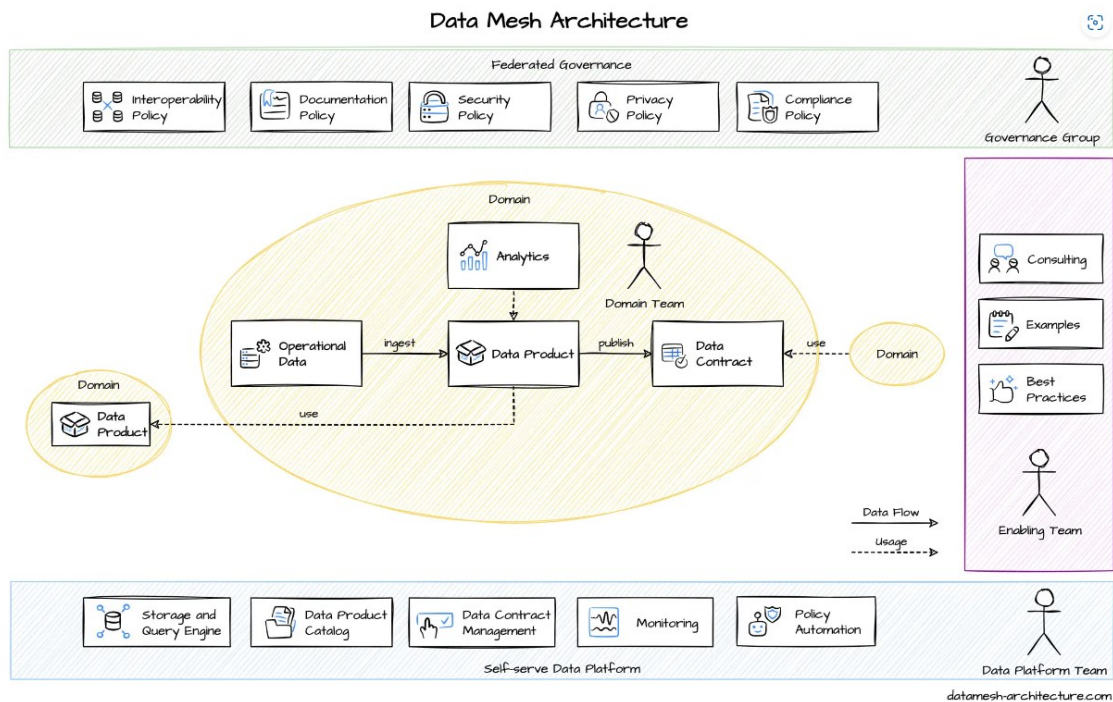 Data Mesh Architecture
Federated Governance
Interoperability
Policy
Documentation
Policy
Security
Policy
Privacy
Policy
Compliance
Policy
Governance Group
Domain
Analytics
Domain Team
Operational
Data
ingest
Data Product
publish
Data
Contract
use
Domain
Domain
Data
Product
use
Consulting
Examples
Best
Practices
Enabling Team
Data Flow
Usage
Storage and
Query Engine
Data Product
Catalog
Data Contract
Management
Monitoring
Policy
Automation
Self-serve Data Platform
Data Platform Team
datamesh-architecture.com